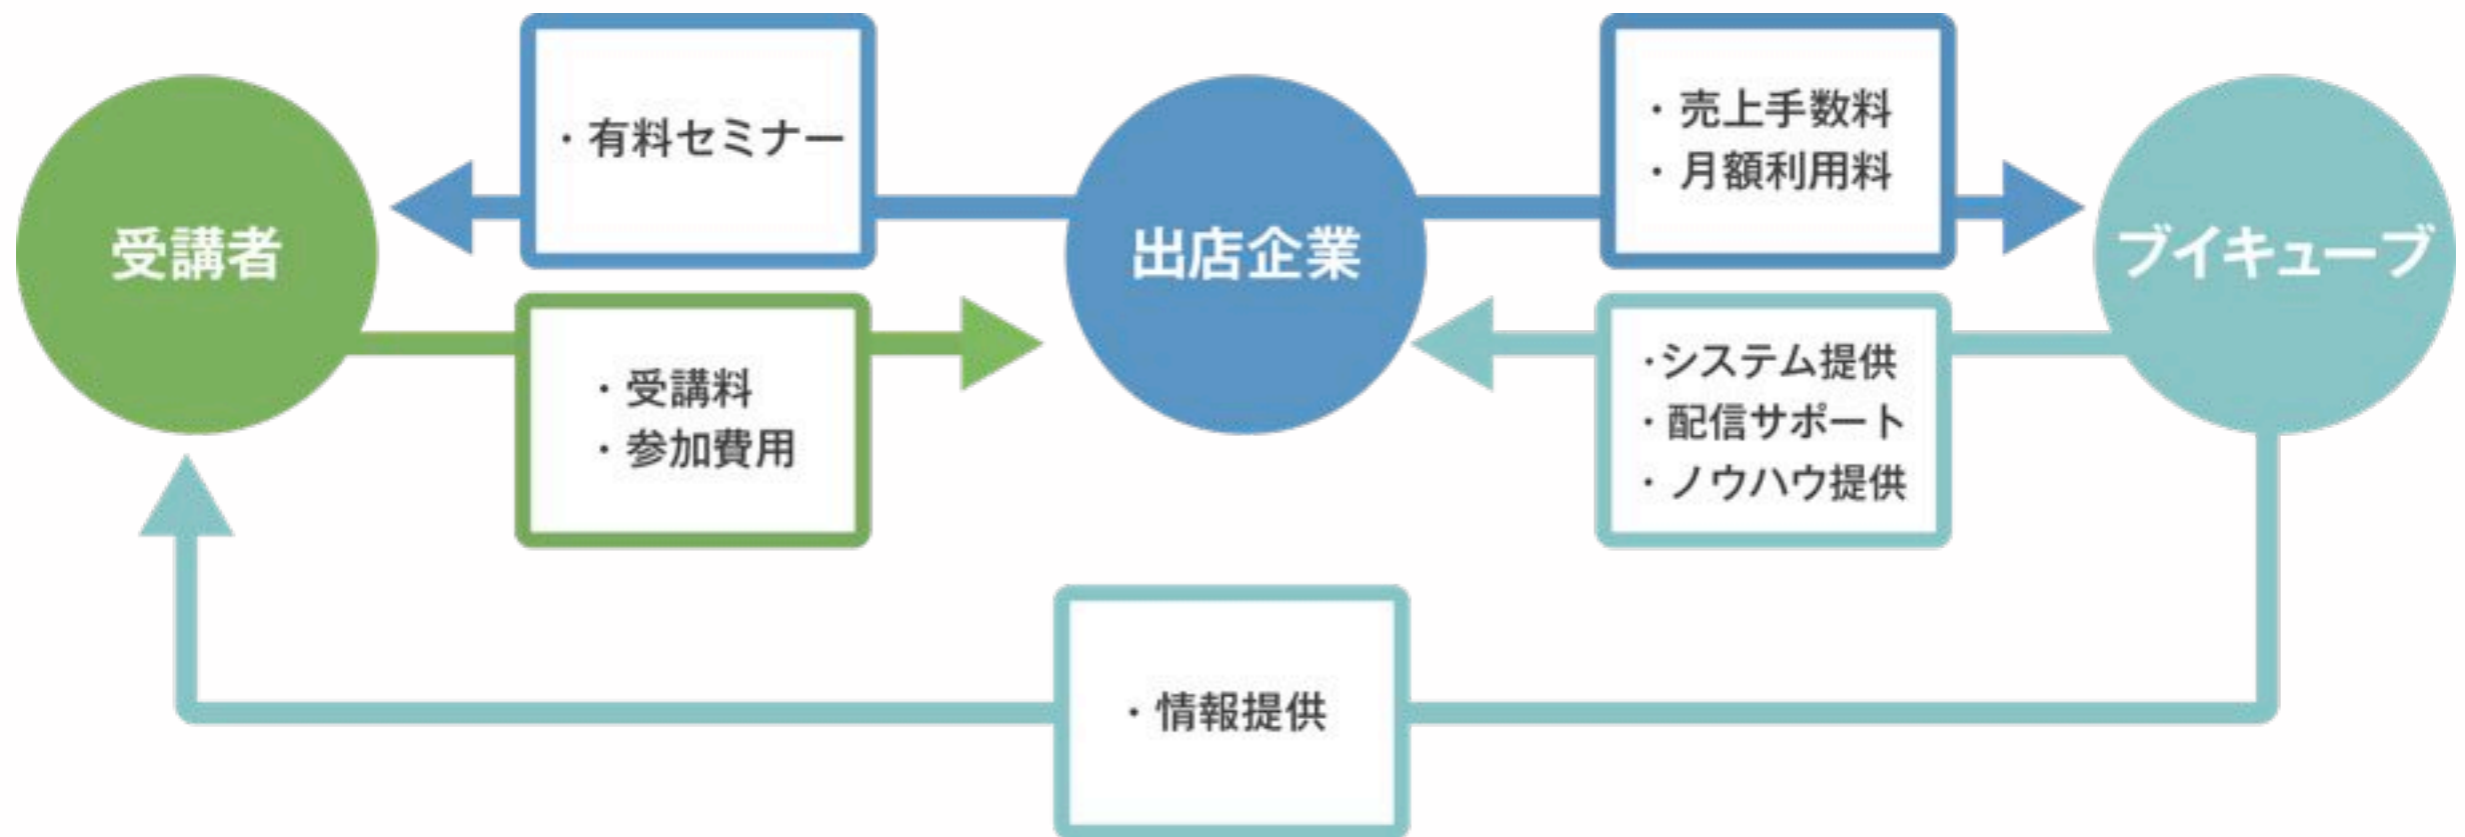 ・有料セミナー
・売上手数料
・月額利用料
受講者
出店企業
ブイキューブ
・受講料
・参加費用
・システム提供
・配信サポート
・ノウハウ提供
・情報提供